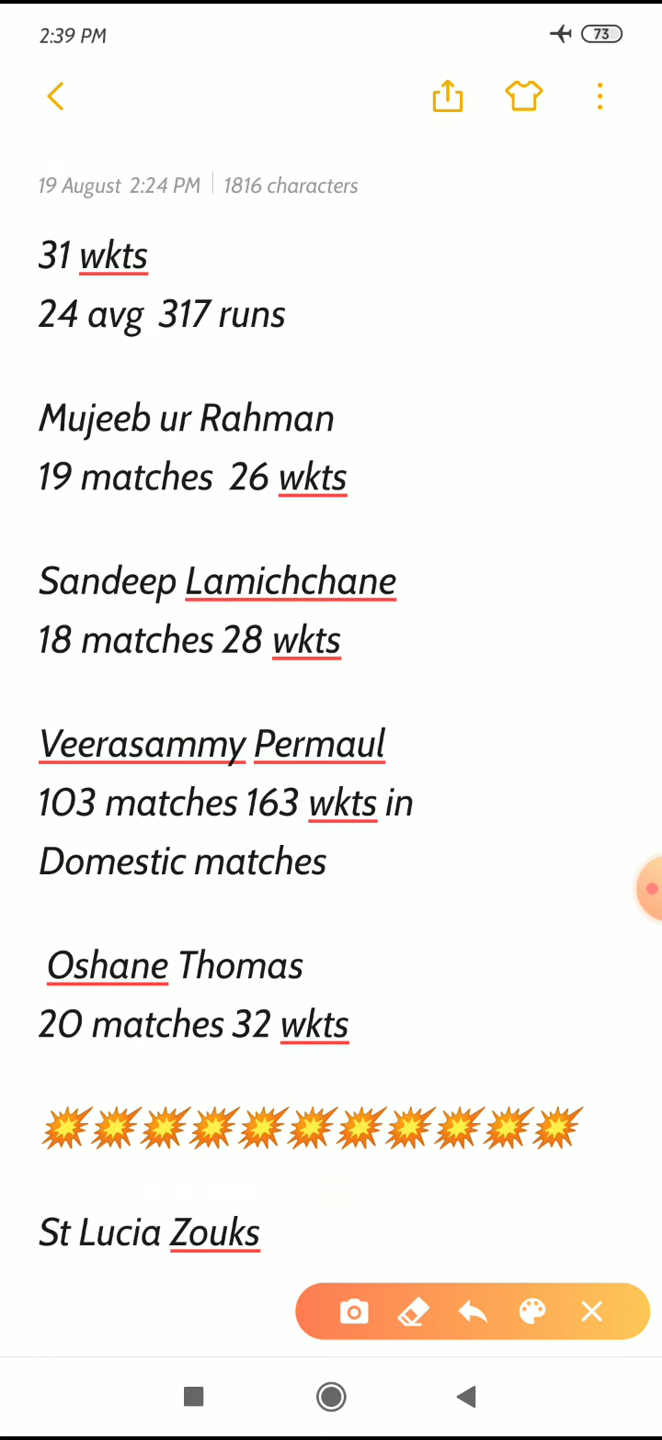 2:39 PM 73
19 August 2:24 PM 1816 characters
31 wkts
24 avg 317 runs
Mujeeb ur Rahman
19 matches 26 wkts
Sandeep Lamichchane
18 matches 28 wkts
Veerasammy Permaul
103 matches 163 wkts in
Domestic matches
Oshane Thomas
20 matches 32 wkts
💥💥💥💥💥💥💥💥💥💥💥
St Lucia Zouks